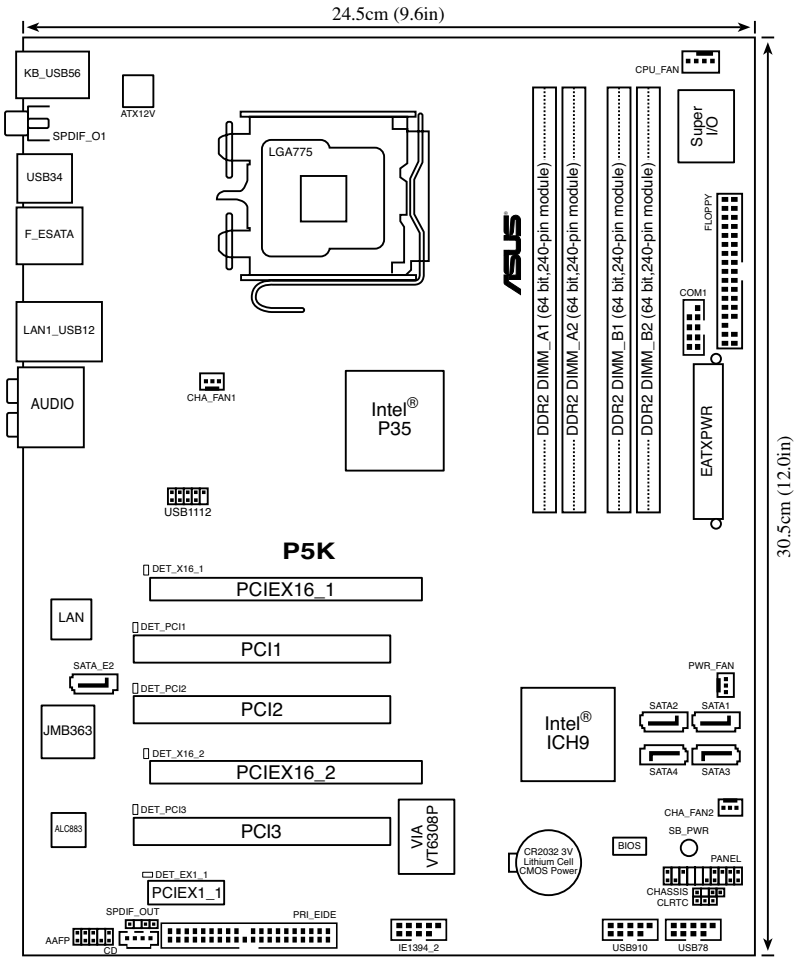 24.5cm (9.6in)
KB_USB56
ATX12V
CPU_FAN
SPDIF_O1
Super
I/O
LGA775
USB34
F_ESATA
FLOPPY
ASUS
DDR2 DIMM_A1 (64 bit,240-pin module)
DDR2 DIMM_A2 (64 bit,240-pin module)
DDR2 DIMM_B1 (64 bit,240-pin module)
DDR2 DIMM_B2 (64 bit,240-pin module)
COM1
LAN1_USB12
AUDIO
CHA_FAN1
Intel®
P35
EATXPWR
30.5cm (12.0in)
USB1112
P5K
DET_X16_1
PCIEX16_1
LAN
DET_PCI1
PCI1
SATA_E2
PWR_FAN
DET_PCI2
PCI2
SATA2
SATA1
JMB363
Intel®
ICH9
DET_X16_2
PCIEX16_2
SATA4
SATA3
DET_PCI3
PCI3
VIA
VT6308P
CHA_FAN2
ALC883
SB_PWR
BIOS
CR2032 3V
Lithium Cell
CMOS Power
PANEL
DET_EX1_1
PCIEX1_1
CHASSIS
CLRTC
SPDIF_OUT
PRI_EIDE
AAFP
CD
IE1394_2
USB910
USB78